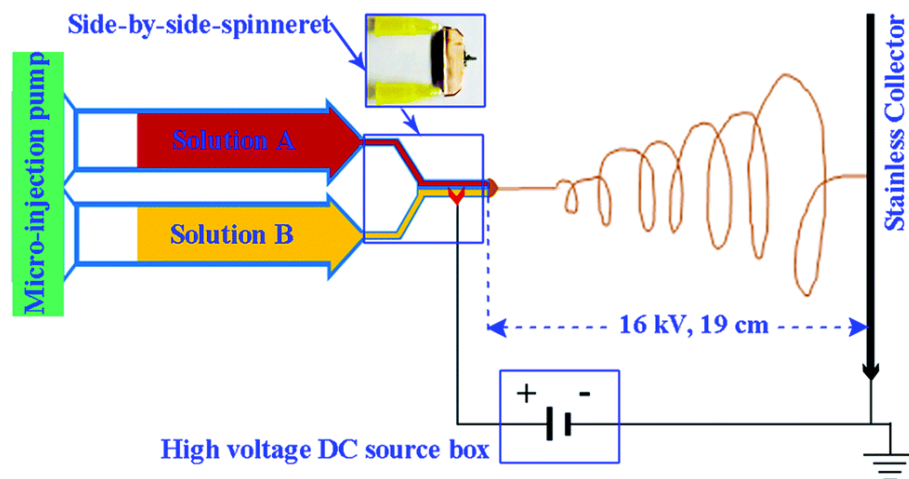 Side-by-side-spinneret
Micro-injection pump
Solution A
Solution B
Stainless Collector
16 kV, 19 cm
+ -
High voltage DC source box